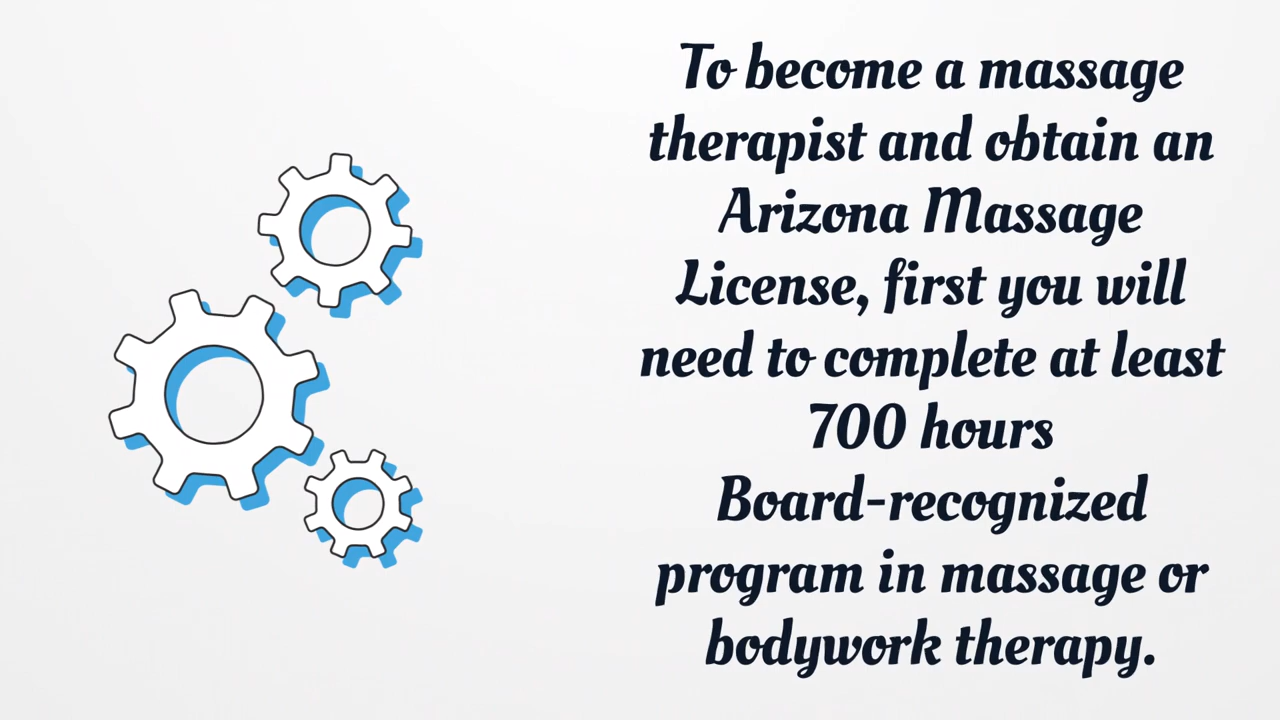 To become a massage
therapist and obtain an
Arizona Massage
License, first you will
need to complete at least
700 hours
Board-recognized
program in massage or
bodywork therapy.